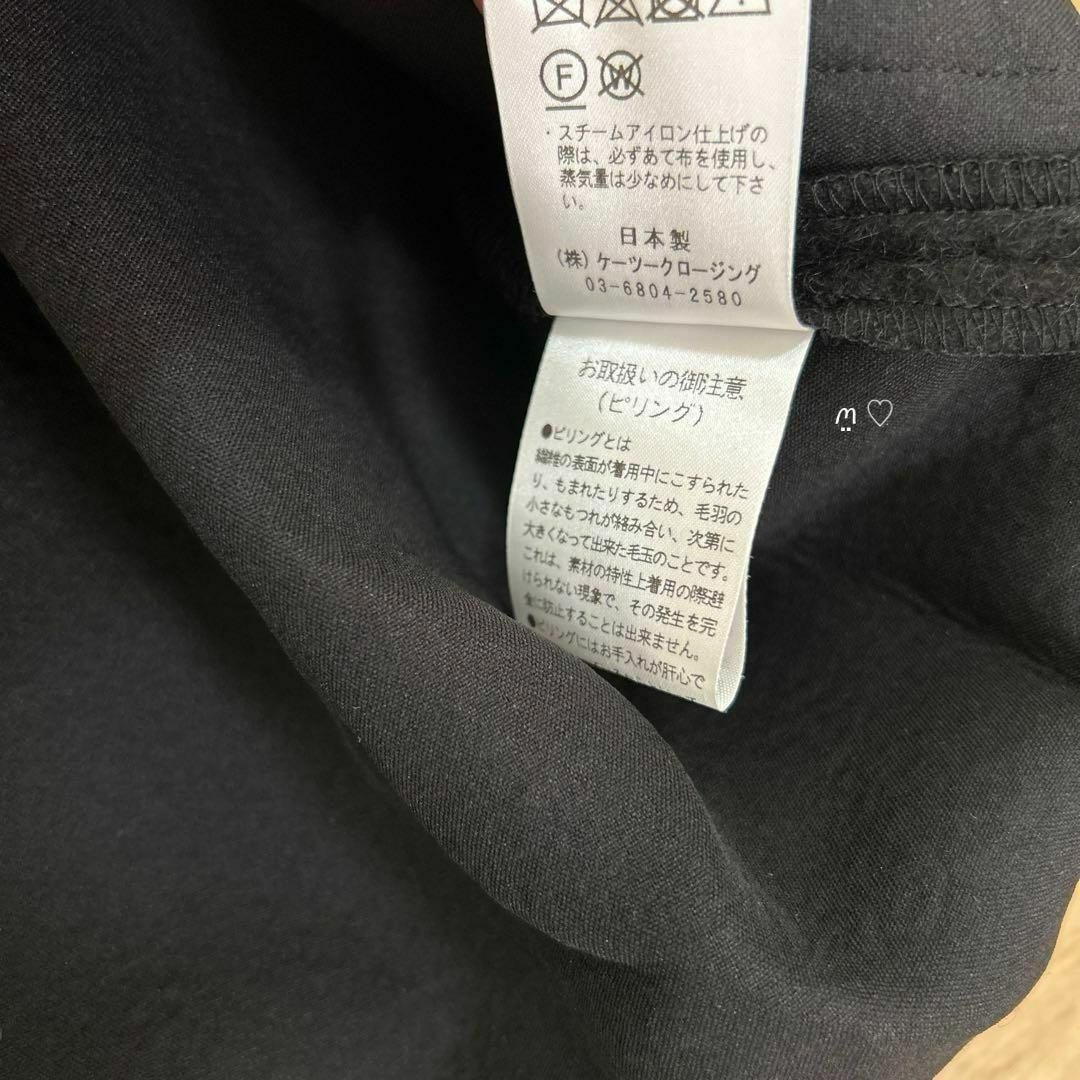 F W
・スチームアイロン仕上げの
際は、必ずあて布を使用し、
蒸気量は少なめにして下さ
い。
日本製
(株)ケーツークロージング
03-6804-2580
お取扱いの御注意
(ピリング)
●ピリングとは
繊維の表面が着用中にこすられた
り、もまれたりするため、毛羽の
小さなもつれが絡み合い、次第に
大きくなって出来た毛玉のことです。
これは、素材の特性上着用の際避
けられない現象で、その発生を完
全に防止することは出来ません。
●ピリングにはお手入れが肝心で